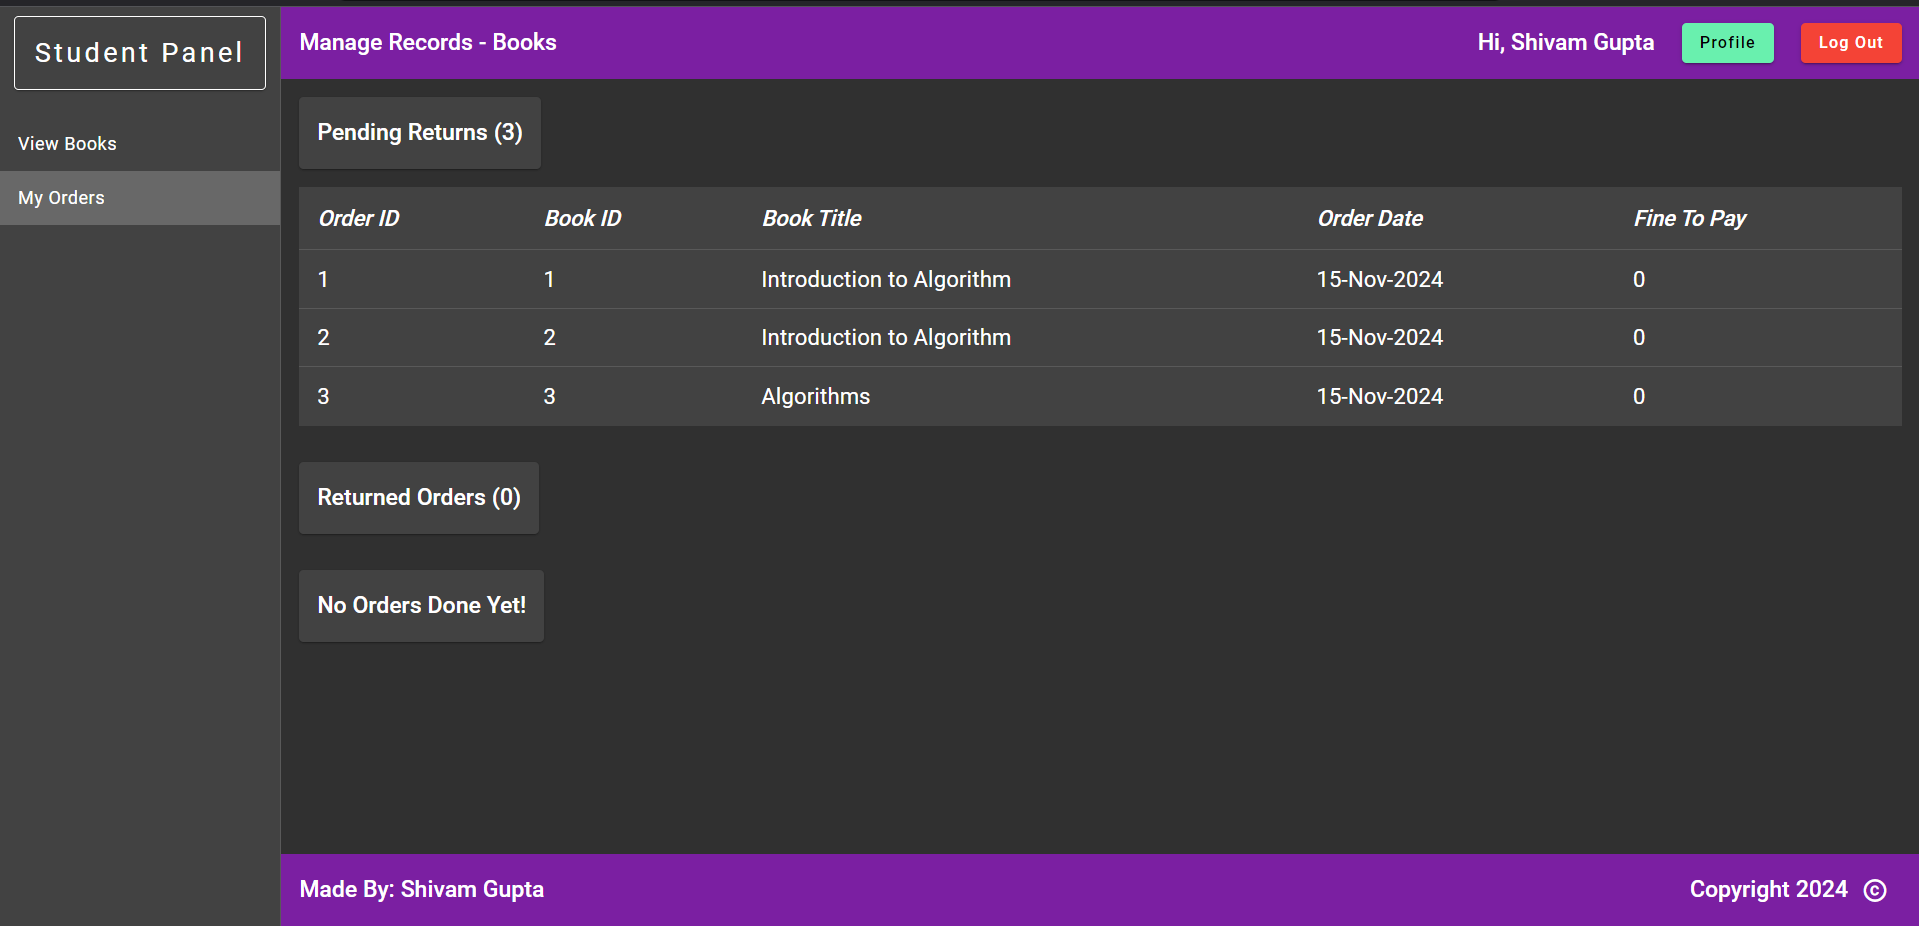 Student Panel
View Books
My Orders
Manage Records - Books
Hi, Shivam Gupta Profile Log Out
Pending Returns (3)
Order ID Book ID Book Title Order Date Fine To Pay
1 1 Introduction to Algorithm 15-Nov-2024 0
2 2 Introduction to Algorithm 15-Nov-2024 0
3 3 Algorithms 15-Nov-2024 0
Returned Orders (0)
No Orders Done Yet!
Made By: Shivam Gupta
Copyright 2024 ©